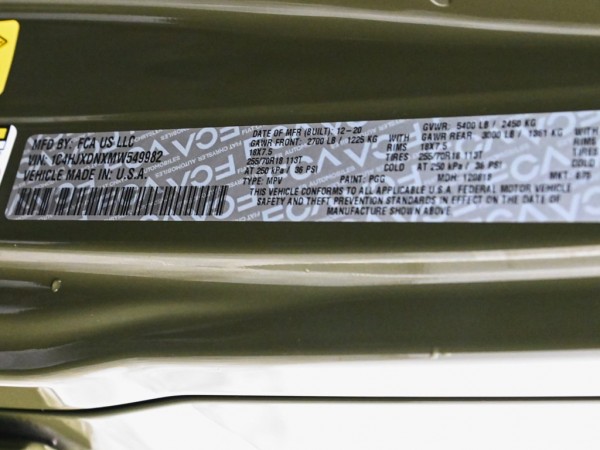 MFD BY: FCA US LLC
DATE OF MFR (BUILT): 12-20
GVWR: 5400 LB / 2450 KG
VIN: 1C4HJXDNXMW549982
GAWR FRONT: 2700 LB / 1225 KG WITH
GAWR REAR: 3000 LB / 1361 KG WITH
18X7.5 RIMS
18X7.5 RIMS
VEHICLE MADE IN: U.S.A.
255/70R18 113T TIRES
255/70R18 113T TIRES
AT 250 kPa / 36 PSI COLD
AT 250 kPa / 36 PSI COLD
TYPE: MPV
PAINT: PGG
MDH: 120818
MKT: 875
THIS VEHICLE CONFORMS TO ALL APPLICABLE U.S.A. FEDERAL MOTOR VEHICLE
SAFETY AND THEFT PREVENTION STANDARDS IN EFFECT ON THE DATE OF
MANUFACTURE SHOWN ABOVE
FCA